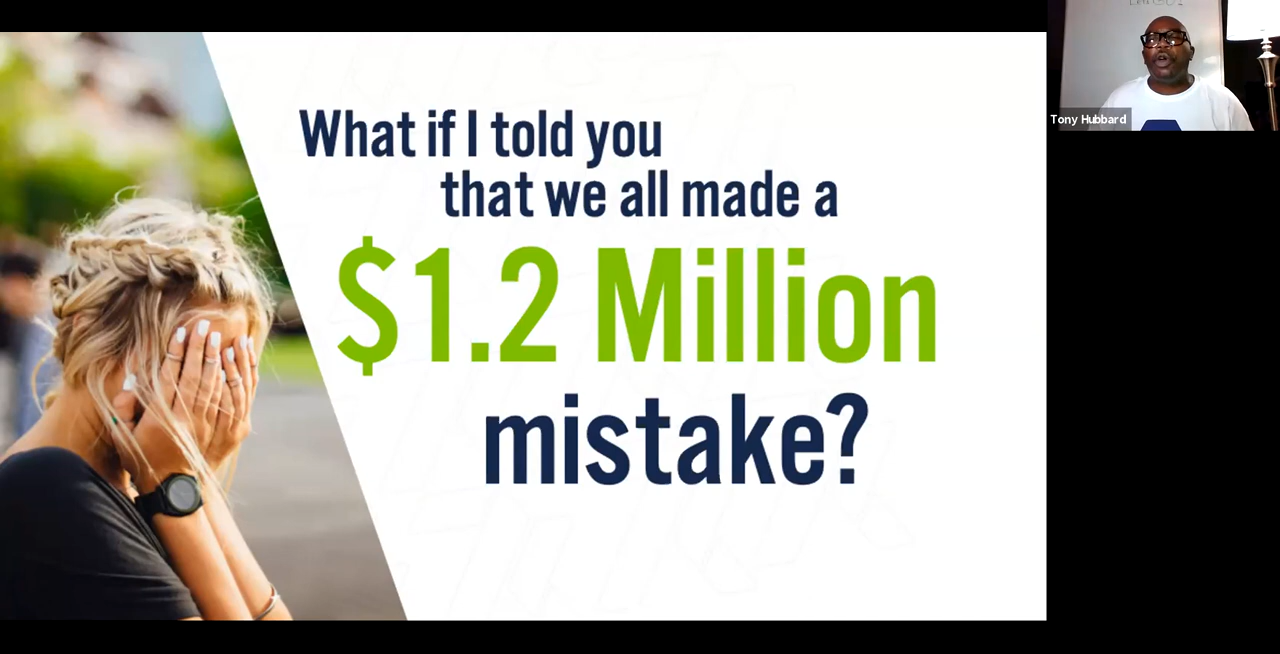 What if I told you
that we all made a
$1.2 Million
mistake?
Tony Hubbard